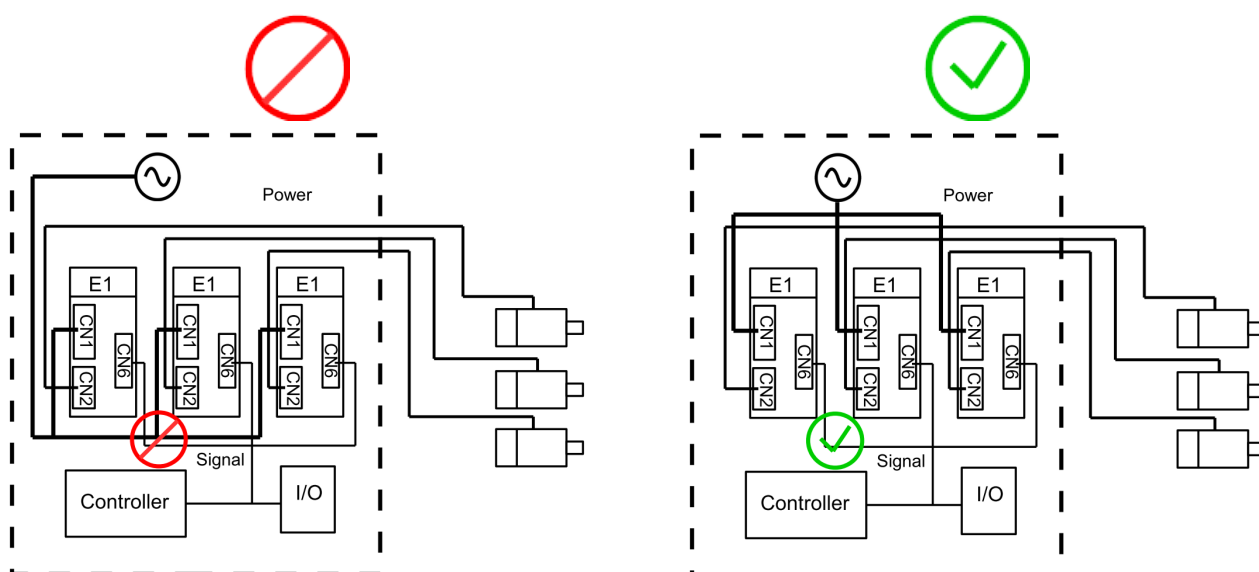 Power
E1
E1
E1
CN1
CN6
CN2
CN1
CN6
CN2
CN1
CN6
CN2
Signal
Controller
I/O
Power
E1
E1
E1
CN1
CN6
CN2
CN1
CN6
CN2
CN1
CN6
CN2
Signal
Controller
I/O